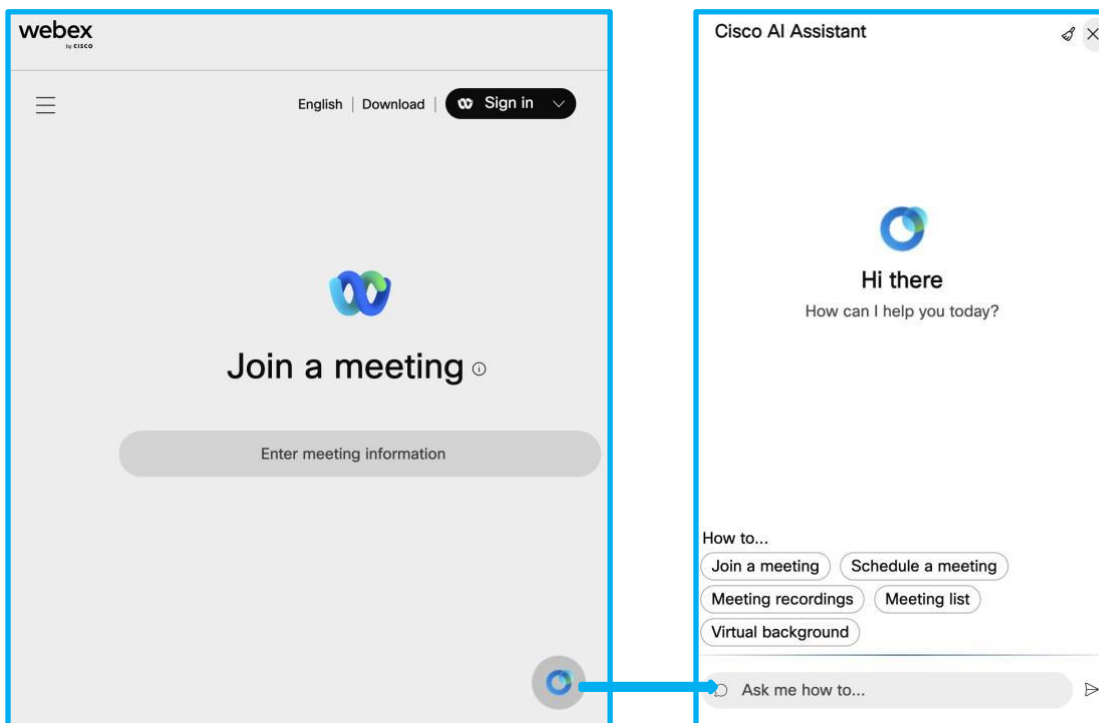 webex
by CISCO
English | Download | Sign in
Join a meeting
Enter meeting information
Cisco AI Assistant
Hi there
How can I help you today?
How to...
Join a meeting
Schedule a meeting
Meeting recordings
Meeting list
Virtual background
Ask me how to...